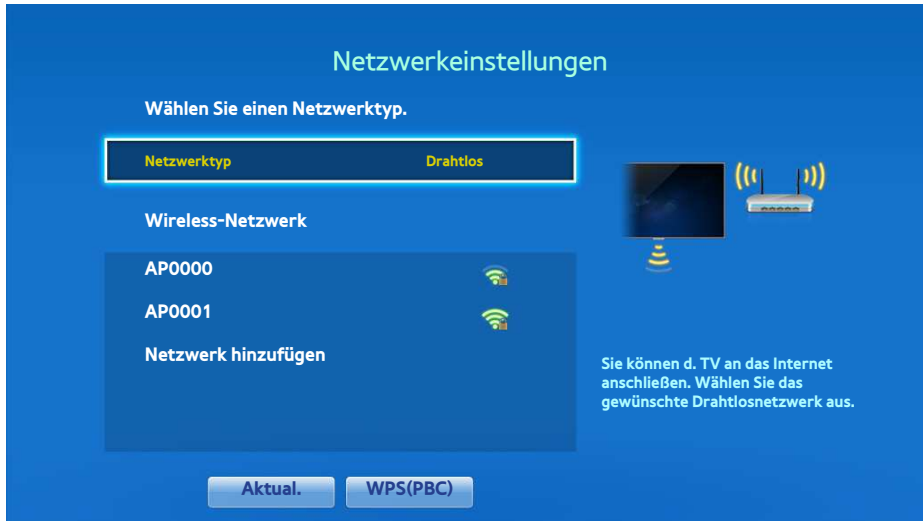 Netzwerkeinstellungen
Wählen Sie einen Netzwerktyp.
Netzwerktyp Drahtlos
Wireless-Netzwerk
AP0000
AP0001
Netzwerk hinzufügen
Sie können d. TV an das Internet
anschließen. Wählen Sie das
gewünschte Drahtlosnetzwerk aus.
Aktual. WPS(PBC)